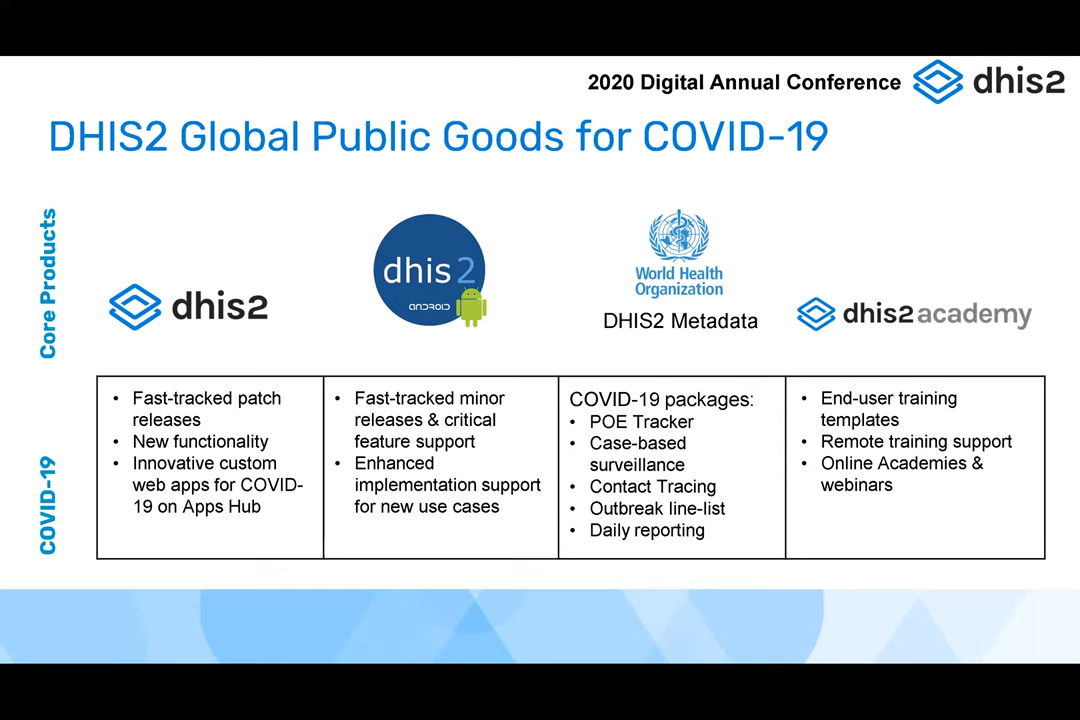 2020 Digital Annual Conference
dhis2
DHIS2 Global Public Goods for COVID-19
Core Products
dhis2
dhis2
ANDROID
World Health
Organization
DHIS2 Metadata
dhis2 academy
COVID-19
• Fast-tracked patch
releases
• New functionality
• Innovative custom
web apps for COVID-
19 on Apps Hub
• Fast-tracked minor
releases & critical
feature support
• Enhanced
implementation support
for new use cases
COVID-19 packages:
• POE Tracker
• Case-based
surveillance
• Contact Tracing
• Outbreak line-list
• Daily reporting
• End-user training
templates
• Remote training support
• Online Academies &
webinars